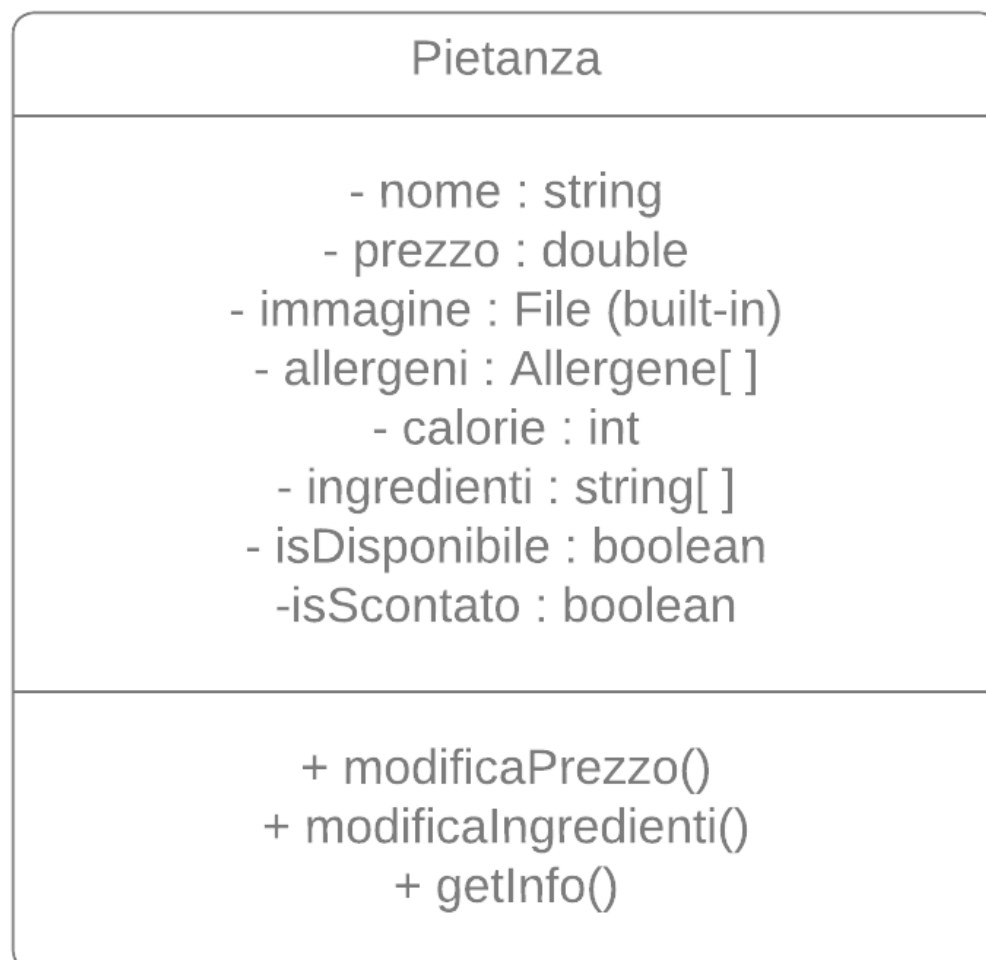 Pietanza
- nome : string
- prezzo : double
- immagine : File (built-in)
- allergeni : Allergene[ ]
- calorie : int
- ingredienti : string[ ]
- isDisponibile : boolean
-isScontato : boolean
+ modificaPrezzo()
+ modificaIngredienti()
+ getInfo()